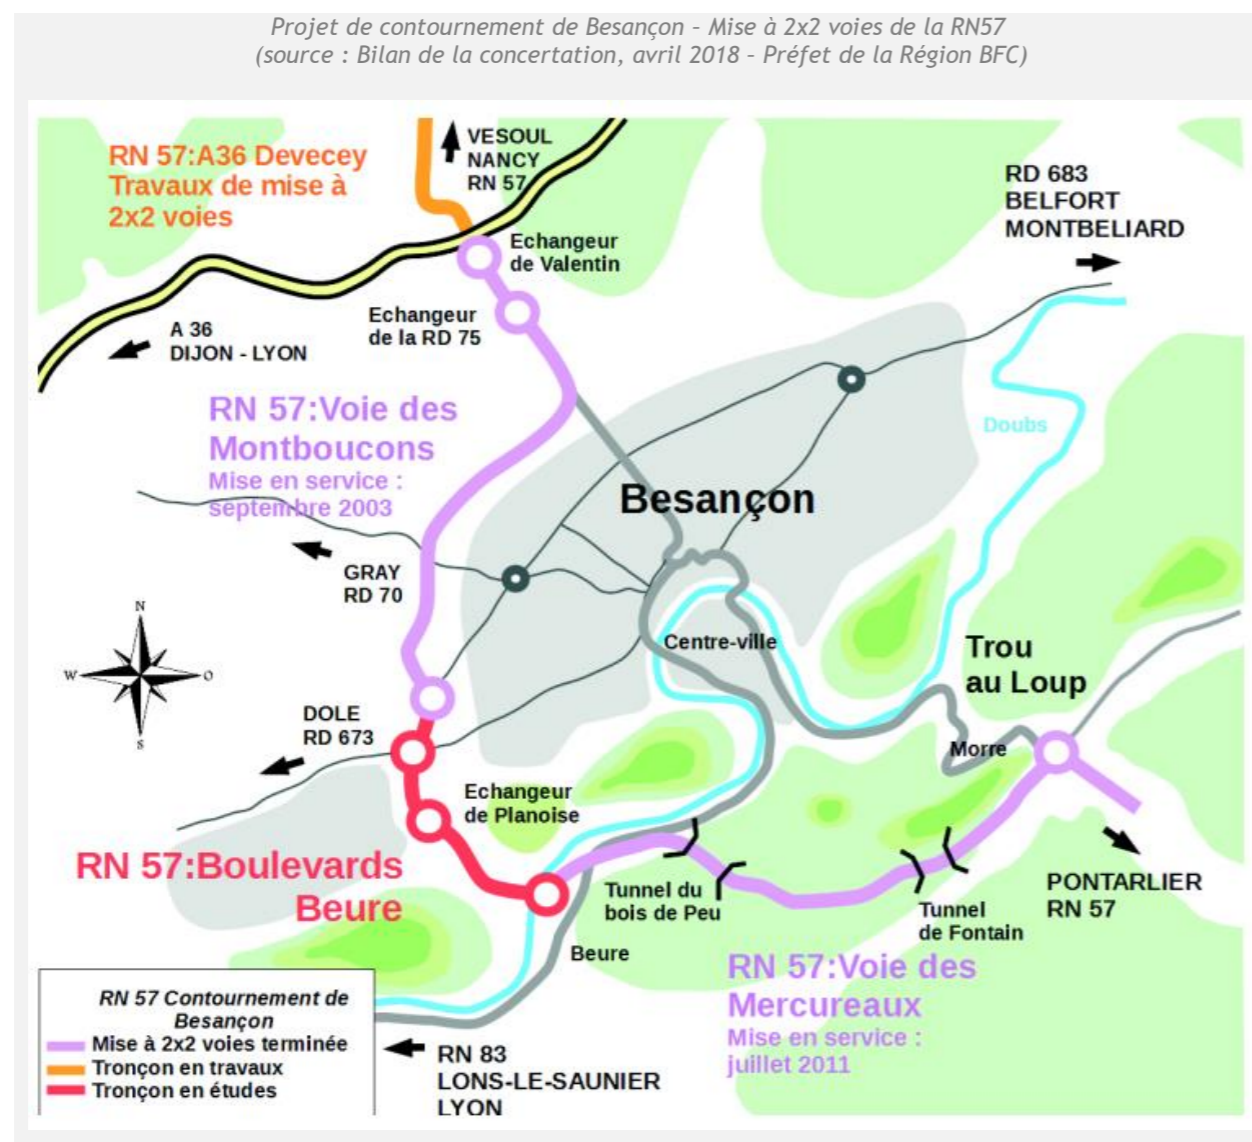 Projet de contournement de Besançon – Mise à 2x2 voies de la RN57
(source : Bilan de la concertation, avril 2018 – Préfet de la Région BFC)
RN 57:A36 Devecey
Travaux de mise à
2x2 voies
VESOUL
NANCY
RN 57
RD 683
BELFORT
MONTBELIARD
Echangeur
de Valentin
Echangeur
de la RD 75
A 36
DIJON - LYON
RN 57:Voie des
Montboucons
Mise en service :
septembre 2003
Doubs
Besançon
GRAY
RD 70
N
W
O
S
Centre-ville
Trou
au Loup
DOLE
RD 673
Morre
Echangeur
de Planoise
RN 57:Boulevards
Beure
Tunnel du
bois de Peu
PONTARLIER
RN 57
Tunnel
de Fontain
Beure
RN 57:Voie des
Mercureaux
Mise en service :
juillet 2011
RN 57 Contournement de
Besançon
Mise à 2x2 voies terminée
Tronçon en travaux
Tronçon en études
RN 83
LONS-LE-SAUNIER
LYON